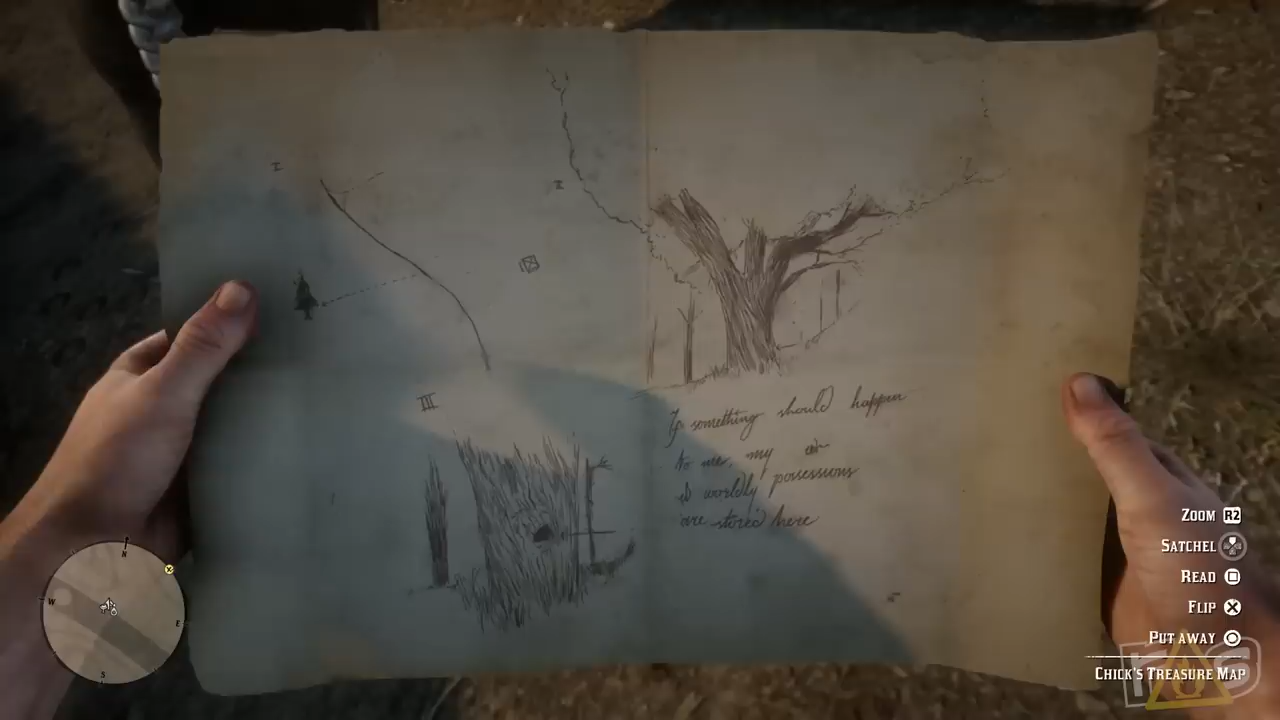 I
II
III
If something should happen
to me, my
worldly possessions
are stored here
N
W
E
S
ZOOM R2
SATCHEL
READ
FLIP
PUT AWAY
CHICK'S TREASURE MAP